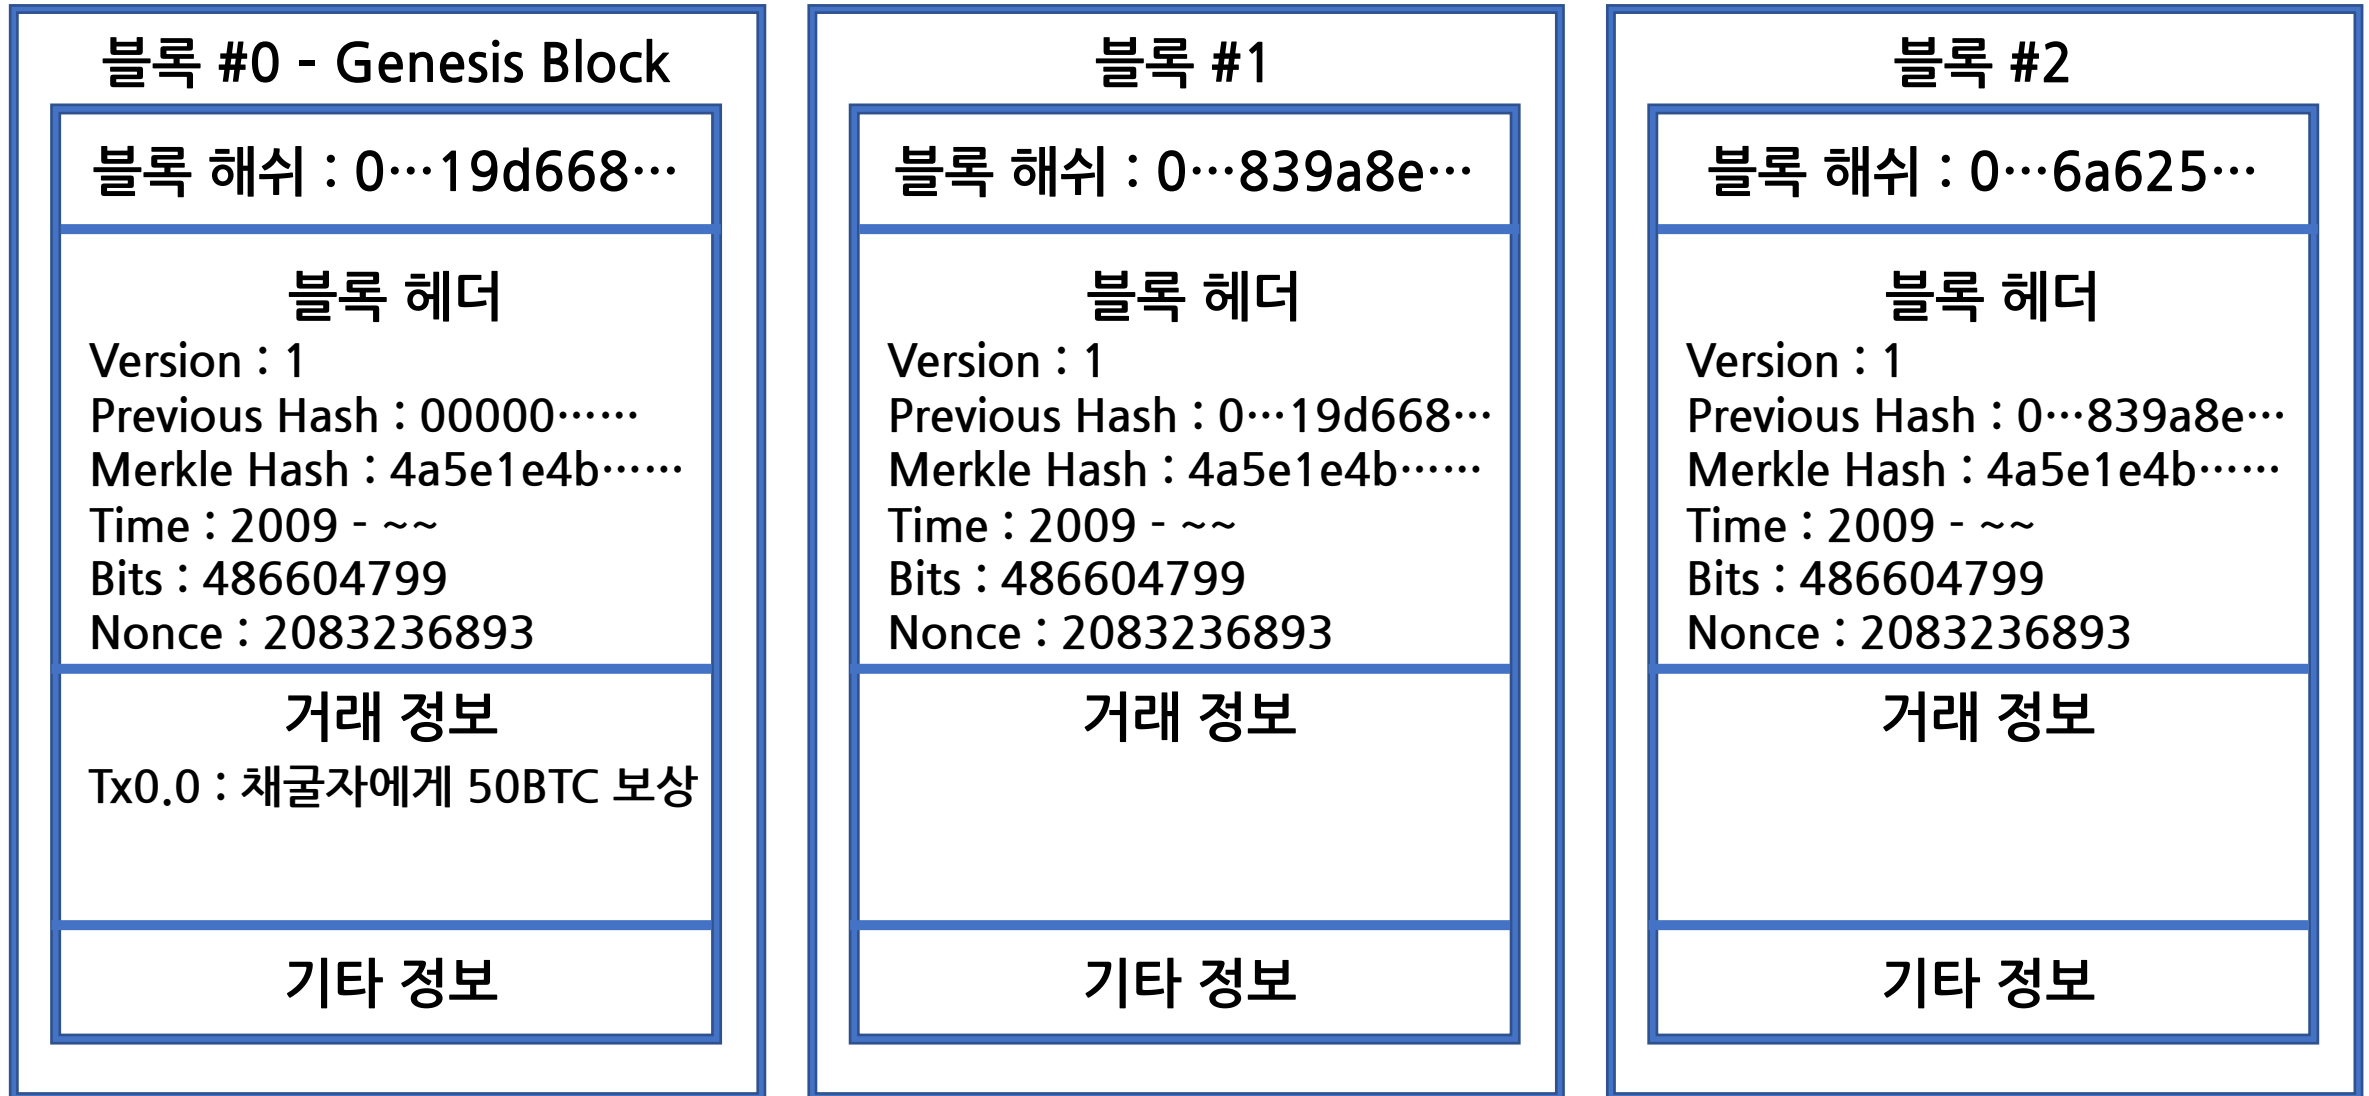 블록 #0 - Genesis Block
블록 해쉬 : 0…19d668…
블록 헤더
Version : 1
Previous Hash : 00000……
Merkle Hash : 4a5e1e4b……
Time : 2009 - ~~
Bits : 486604799
Nonce : 2083236893
거래 정보
Tx0.0 : 채굴자에게 50BTC 보상
기타 정보
블록 #1
블록 해쉬 : 0…839a8e…
블록 헤더
Version : 1
Previous Hash : 0…19d668…
Merkle Hash : 4a5e1e4b……
Time : 2009 - ~~
Bits : 486604799
Nonce : 2083236893
거래 정보
기타 정보
블록 #2
블록 해쉬 : 0…6a625…
블록 헤더
Version : 1
Previous Hash : 0…839a8e…
Merkle Hash : 4a5e1e4b……
Time : 2009 - ~~
Bits : 486604799
Nonce : 2083236893
거래 정보
기타 정보